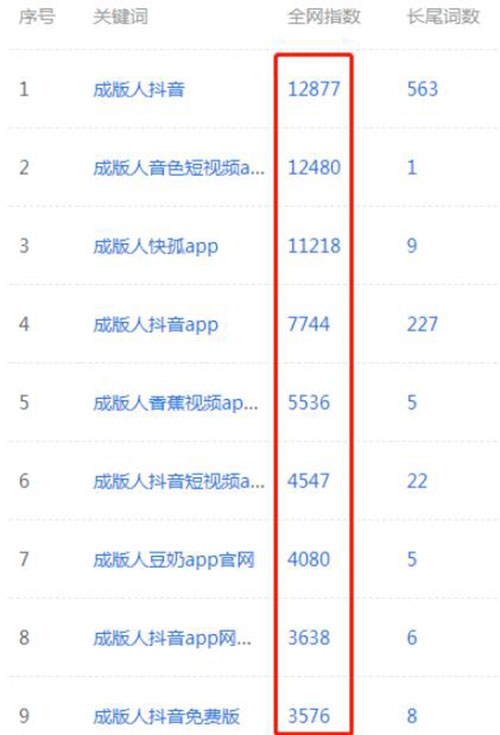 序号 关键词 全网指数 长尾词数
1 成版人抖音 12877 563
2 成版人音色短视频a... 12480 1
3 成版人快孤app 11218 9
4 成版人抖音app 7744 227
5 成版人香蕉视频ap... 5536 5
6 成版人抖音短视频a... 4547 22
7 成版人豆奶app官网 4080 5
8 成版人抖音app网... 3638 6
9 成版人抖音免费版 3576 8